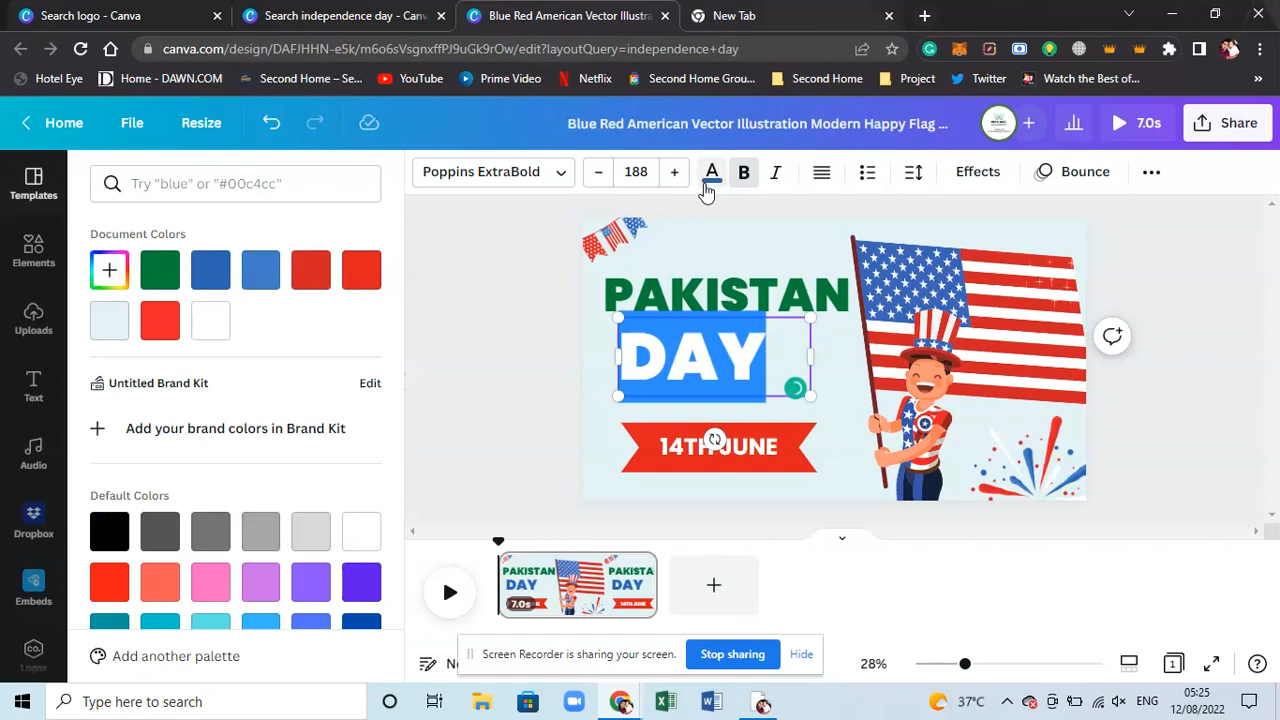 Search logo - Canva
Search independence day - Canv
Blue Red American Vector Illustra
New Tab
canva.com/design/DAFJHHN-e5k/m6o6sVsgnxffPJ9uGk9rOw/edit?layoutQuery=independence+day
Hotel Eye
Home - DAWN.COM
Second Home – Se...
YouTube
Prime Video
Netflix
Second Home Grou...
Second Home
Project
Twitter
Watch the Best of...
»
Home
File
Resize
Blue Red American Vector Illustration Modern Happy Flag ...
7.0s
Share
Templates
Elements
Uploads
Text
Audio
Dropbox
Embeds
Logos
Try "blue" or "#00c4cc"
Poppins ExtraBold
188
A
B
I
Effects
Bounce
Document Colors
Untitled Brand Kit
Edit
Add your brand colors in Brand Kit
Default Colors
Add another palette
PAKISTAN
DAY
14TH JUNE
PAKISTAN
DAY
PAKISTA
DAY
14TH JUNE
7.0s
Screen Recorder is sharing your screen.
Stop sharing
Hide
28%
1
Type here to search
37°C
ENG
05:25
12/08/2022